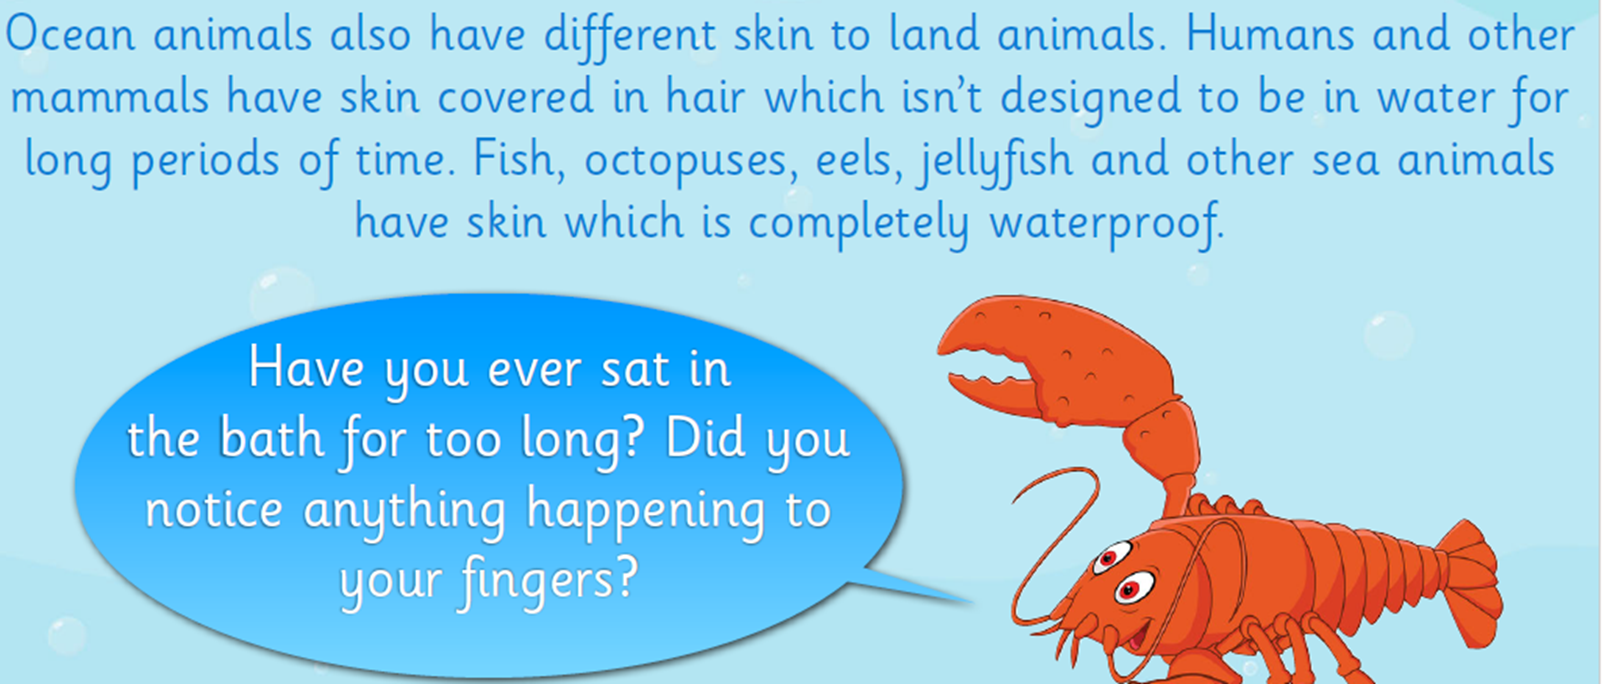 Ocean animals also have different skin to land animals. Humans and other
mammals have skin covered in hair which isn’t designed to be in water for
long periods of time. Fish, octopuses, eels, jellyfish and other sea animals
have skin which is completely waterproof.
Have you ever sat in
the bath for too long? Did you
notice anything happening to
your fingers?